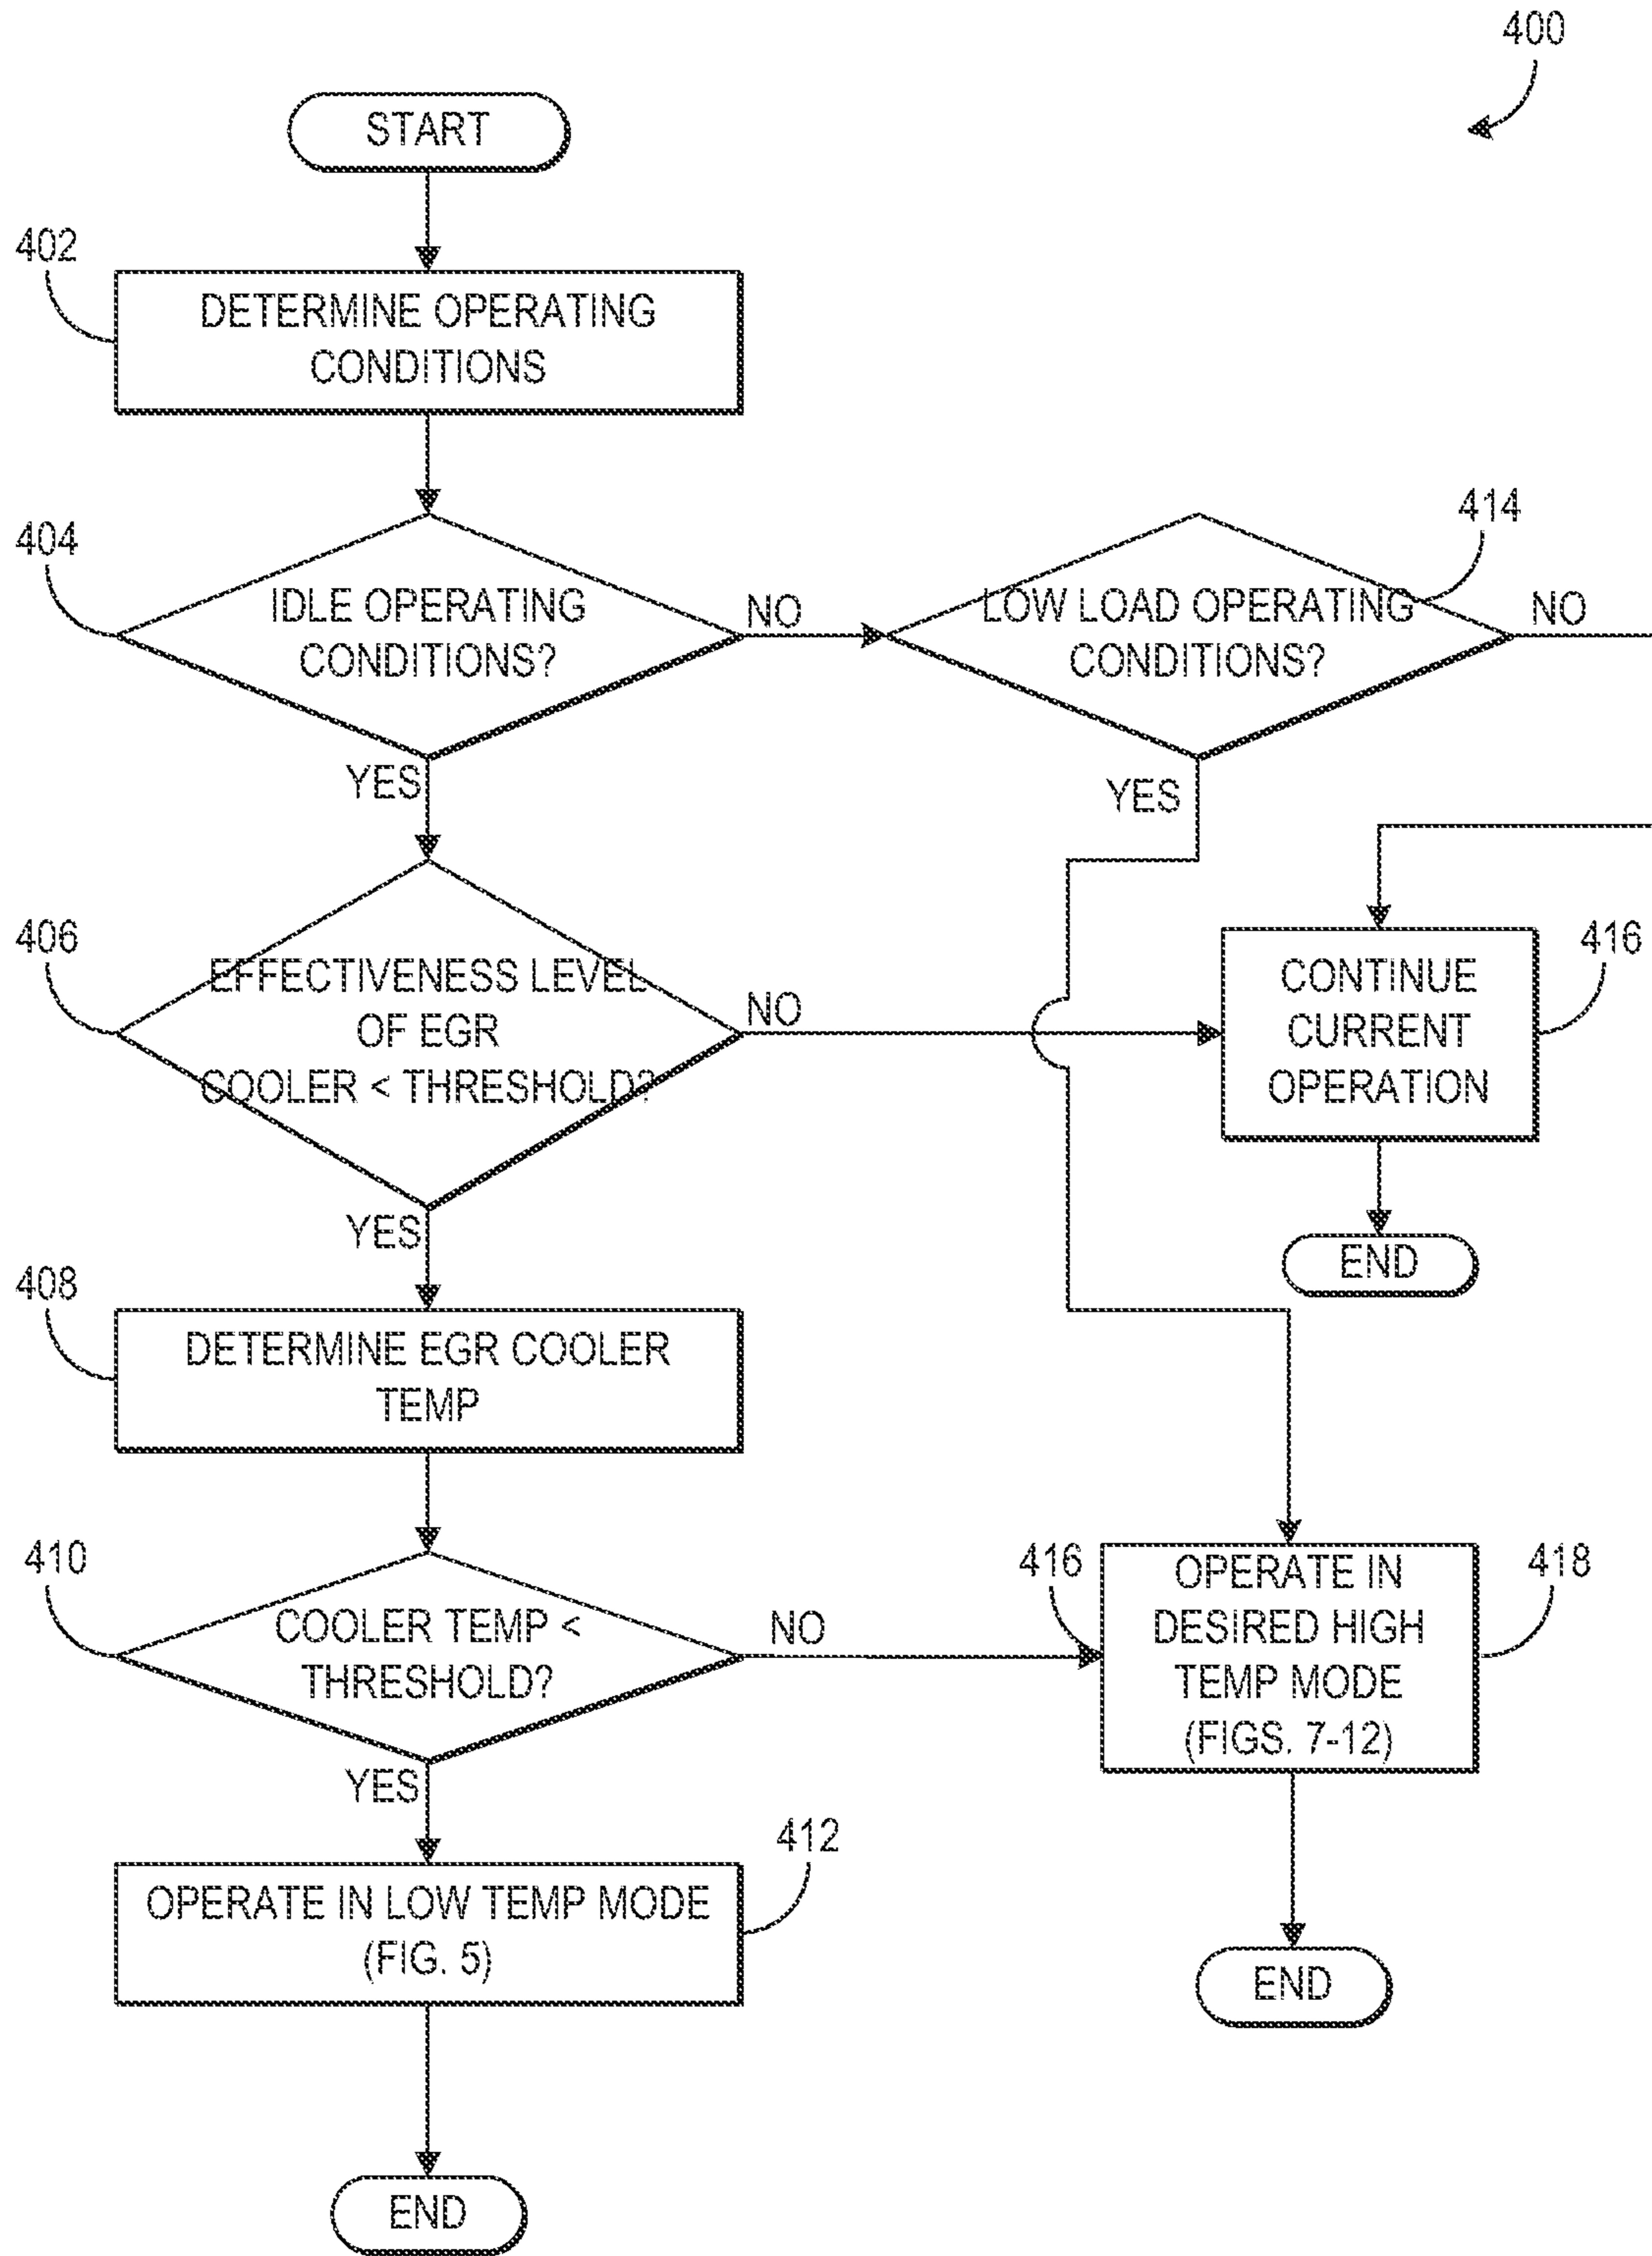 400
START
402
DETERMINE OPERATING
CONDITIONS
404
IDLE OPERATING
CONDITIONS?
NO
414
LOW LOAD OPERATING
CONDITIONS?
NO
YES
YES
406
EFFECTIVENESS LEVEL
OF EGR
COOLER < THRESHOLD?
NO
416
CONTINUE
CURRENT
OPERATION
YES
END
408
DETERMINE EGR COOLER
TEMP
410
COOLER TEMP <
THRESHOLD?
NO
416
OPERATE IN
DESIRED HIGH
TEMP MODE
(FIGS. 7-12)
418
YES
412
OPERATE IN LOW TEMP MODE
(FIG. 5)
END
END